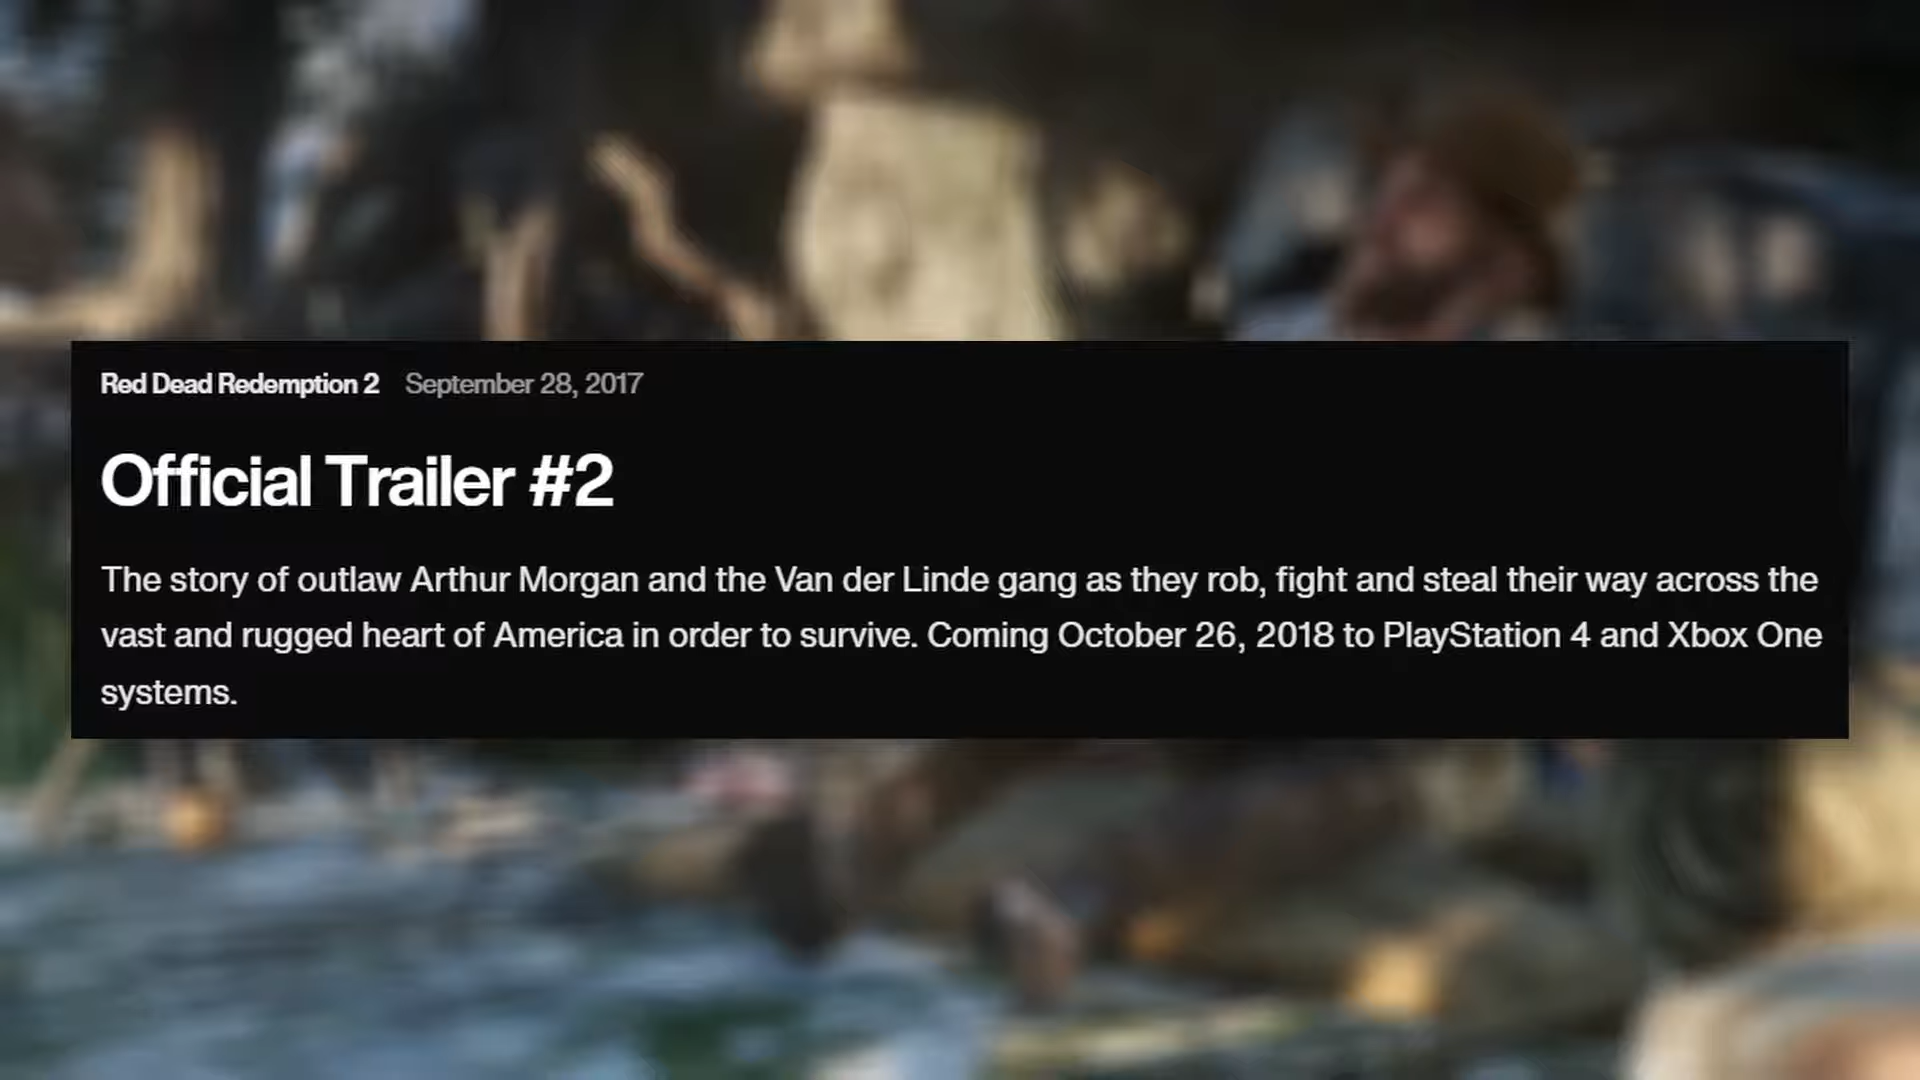 Red Dead Redemption 2 September 28, 2017
Official Trailer #2
The story of outlaw Arthur Morgan and the Van der Linde gang as they rob, fight and steal their way across the
vast and rugged heart of America in order to survive. Coming October 26, 2018 to PlayStation 4 and Xbox One
systems.